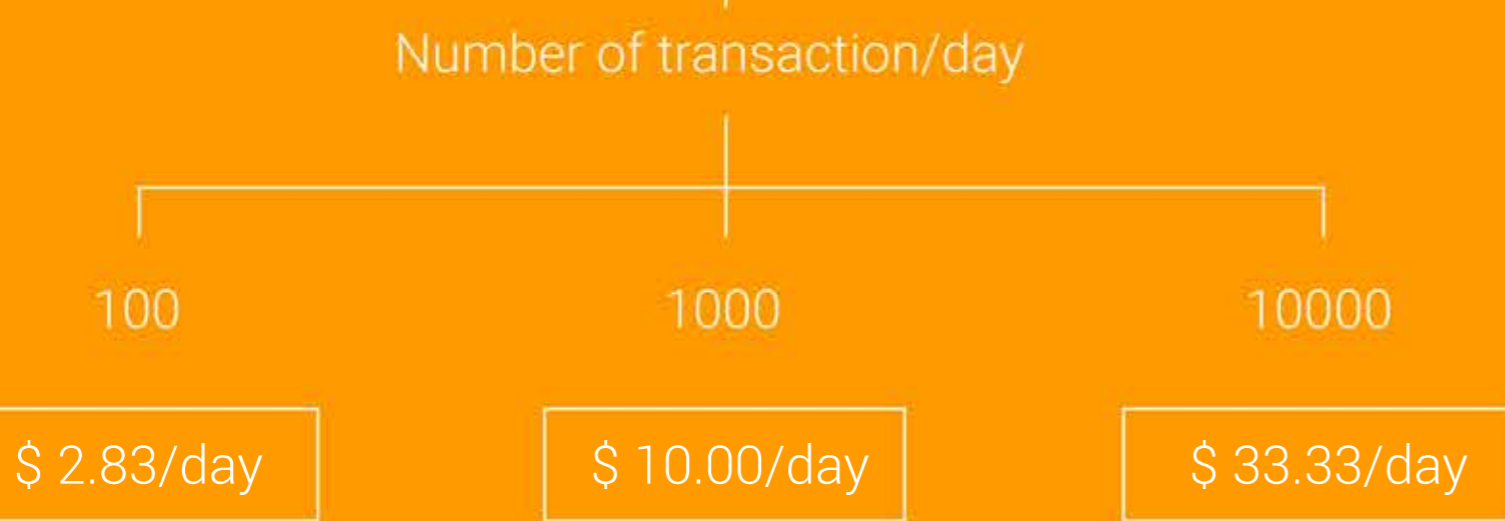 Number of transaction/day
100 1000 10000
$ 2.83/day $ 10.00/day $ 33.33/day